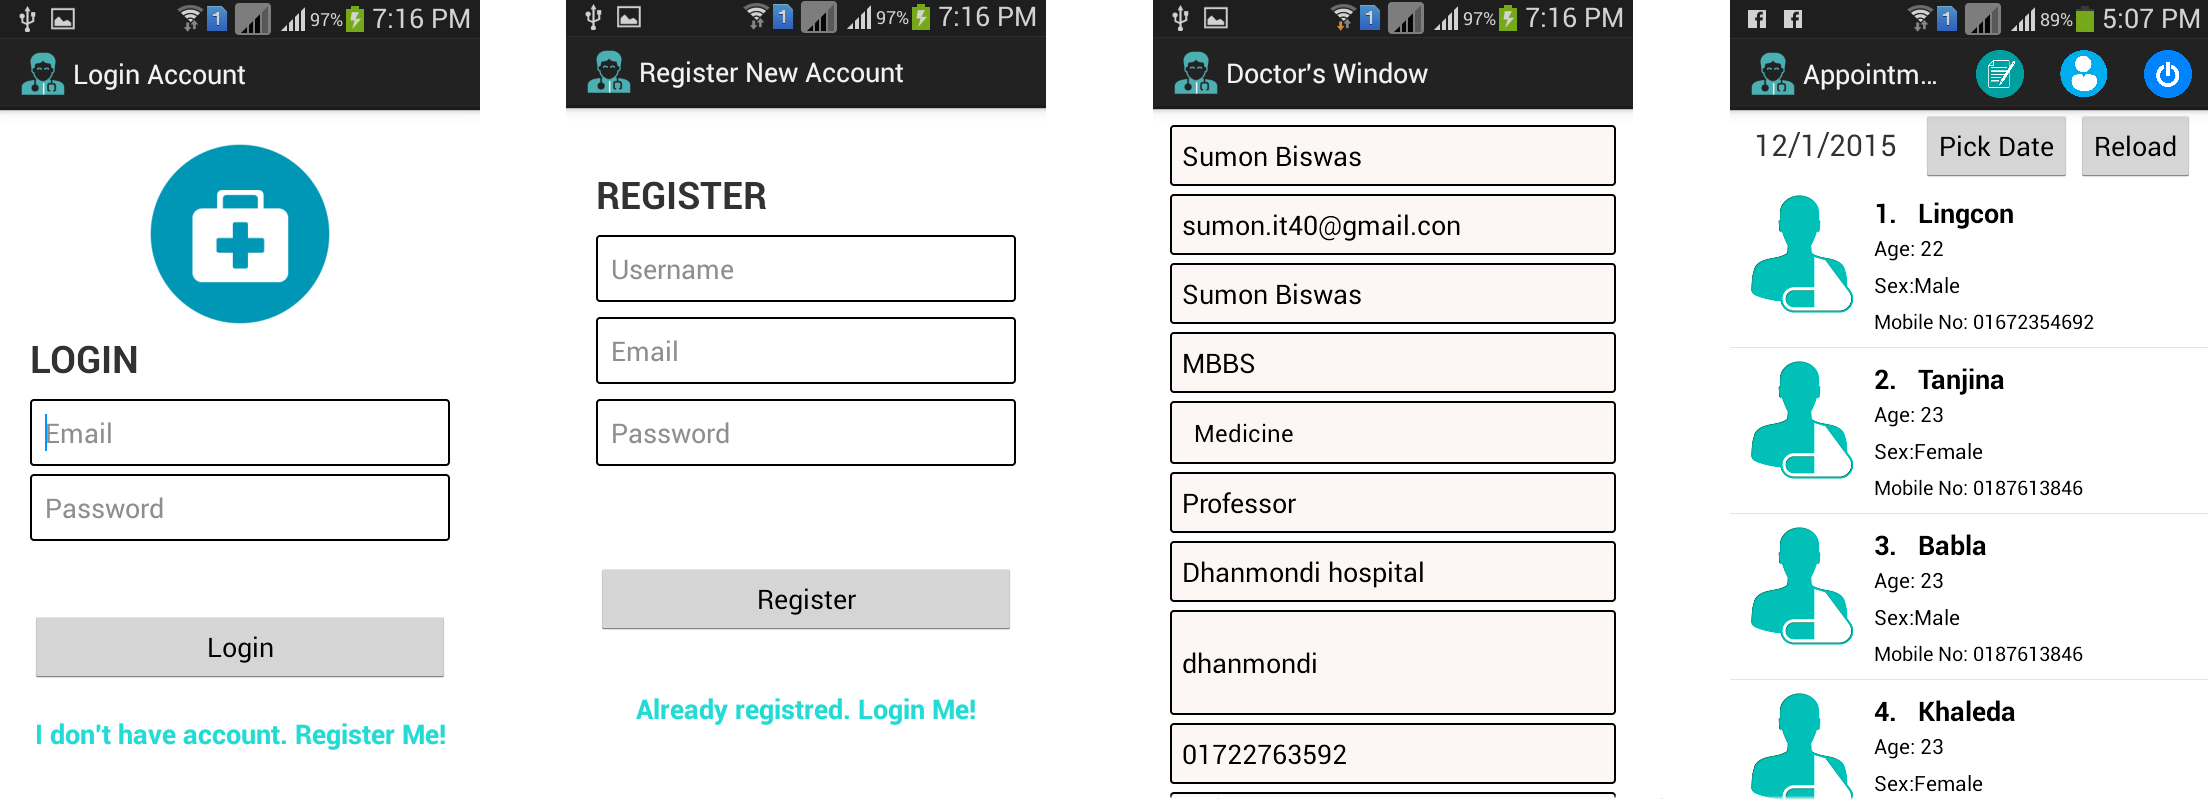 1 97% 7:16 PM
Login Account
LOGIN
Email
Password
Login
I don't have account. Register Me!
1 97% 7:16 PM
Register New Account
REGISTER
Username
Email
Password
Register
Already registred. Login Me!
1 97% 7:16 PM
Doctor's Window
Sumon Biswas
sumon.it40@gmail.con
Sumon Biswas
MBBS
Medicine
Professor
Dhanmondi hospital
dhanmondi
01722763592
1 89% 5:07 PM
Appointm...
12/1/2015 Pick Date Reload
1. Lingcon
Age: 22
Sex:Male
Mobile No: 01672354692
2. Tanjina
Age: 23
Sex:Female
Mobile No: 0187613846
3. Babla
Age: 23
Sex:Male
Mobile No: 0187613846
4. Khaleda
Age: 23
Sex:Female